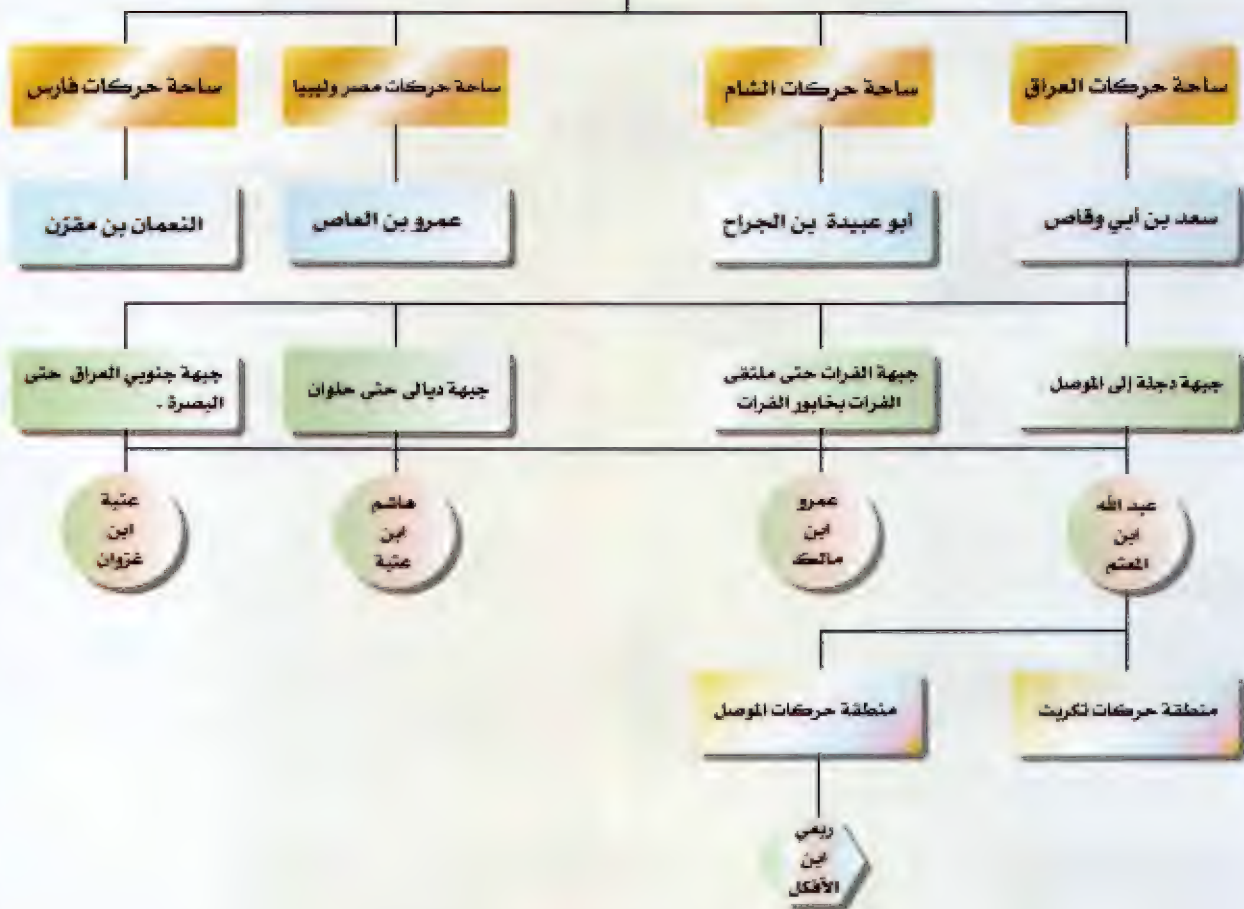 ساحة حركات العراق
ساحة حركات الشام
ساحة حركات مصر وليبيا
ساحة حركات فارس
سعد بن أبي وقاص
ابو عبيدة بن الجراح
عمرو بن العاص
النعمان بن مقرّن
جبهة دجلة إلى الموصل
جبهة الفرات حتى ملتقى
الفرات بخابور الفرات
جبهة ديالى حتى حلوان
جبهة جنوبي العراق حتى
البصرة .
عبد الله
ابن
المعتم
عمرو
ابن
مالك
هاشم
ابن
عتبة
عتبة
ابن
غزوان
منطقة حركات تكريت
منطقة حركات الموصل
ربعي
ابن
الأفكل